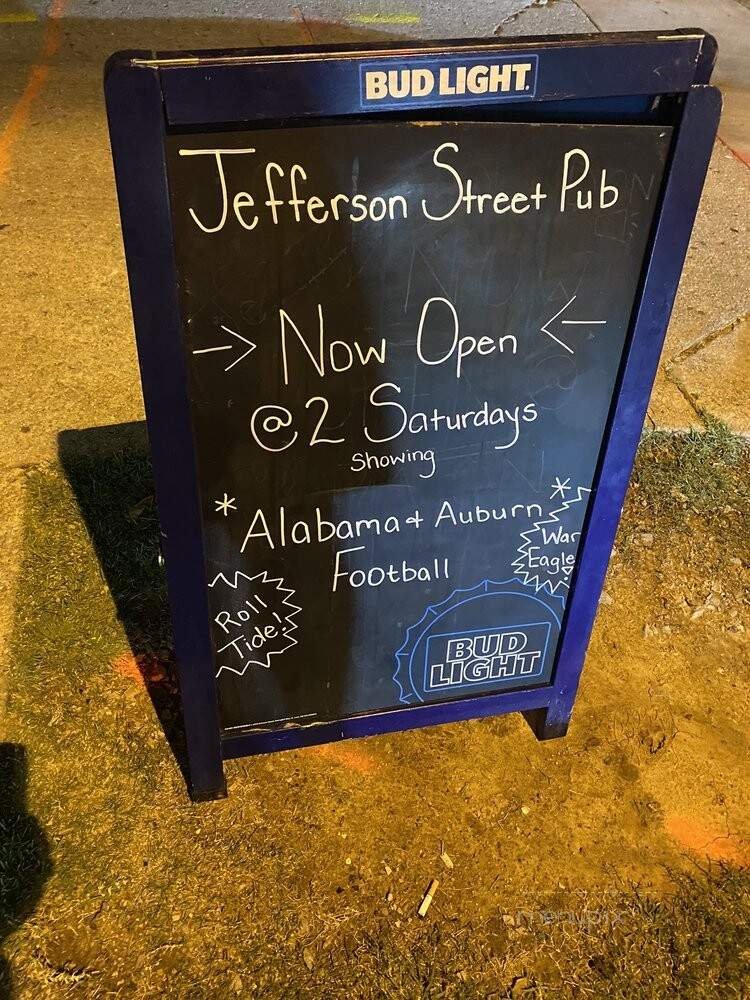 BUD LIGHT.
Jefferson Street Pub
→ Now Open ←
@2 Saturdays
Showing
* Alabama + Auburn *
Football
War
Eagle!
Roll
Tide!
BUD
LIGHT
menupix